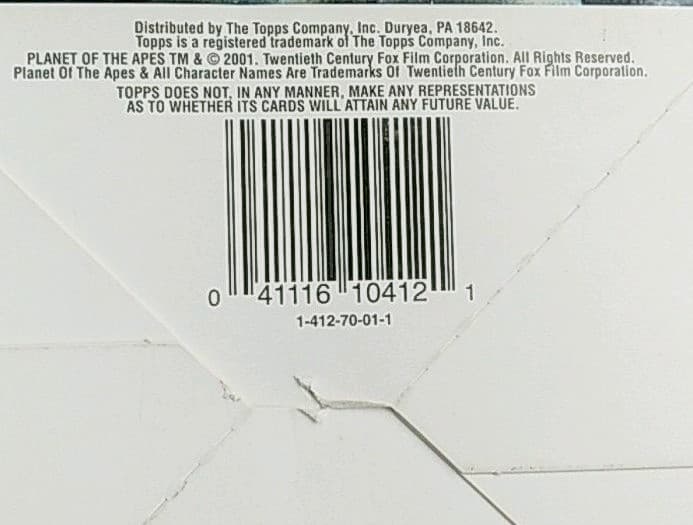 Distributed by The Topps Company, Inc. Duryea, PA 18642.
Topps is a registered trademark of The Topps Company, Inc.
PLANET OF THE APES TM & © 2001. Twentieth Century Fox Film Corporation. All Rights Reserved.
Planet Of The Apes & All Character Names Are Trademarks Of Twentieth Century Fox Film Corporation.
TOPPS DOES NOT, IN ANY MANNER, MAKE ANY REPRESENTATIONS
AS TO WHETHER ITS CARDS WILL ATTAIN ANY FUTURE VALUE.
0 41116 10412 1
1-412-70-01-1